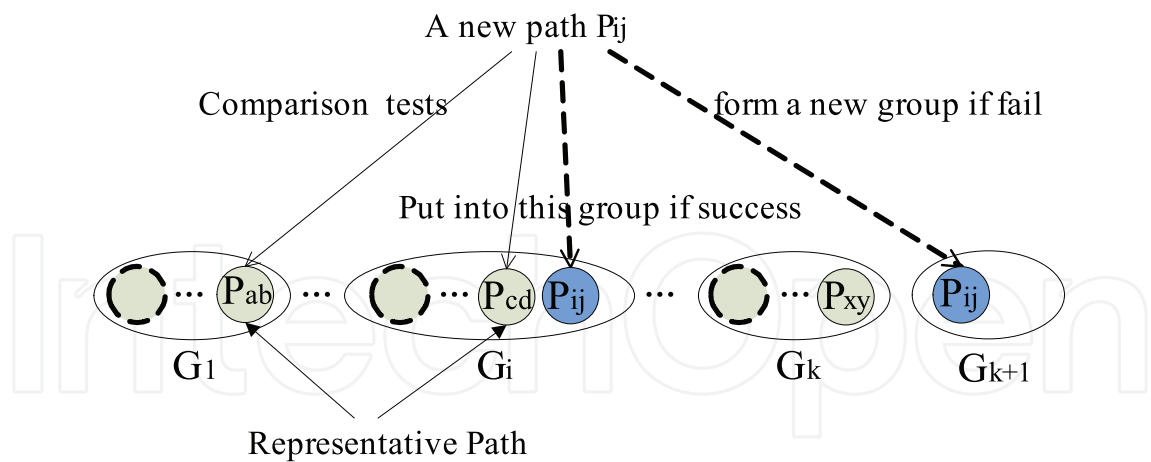 A new path Pij
Comparison tests
form a new group if fail
Put into this group if success
... Pab ... ... Pcd Pij ... ... Pxy Pij
G1 Gi Gk Gk+1
Representative Path
IntechOpen